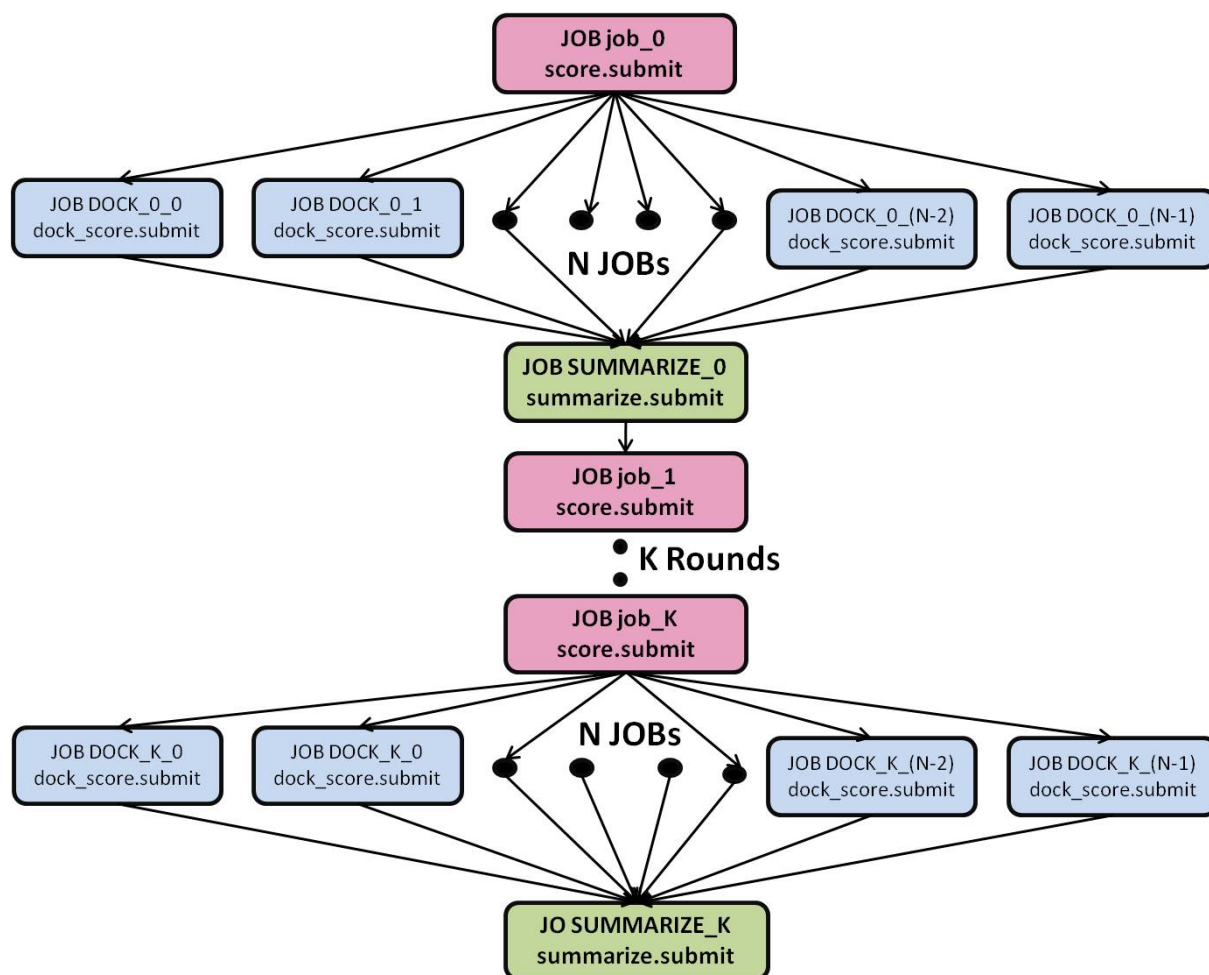 JOB job_0
score.submit
JOB DOCK_0_0
dock_score.submit
JOB DOCK_0_1
dock_score.submit
N JOBs
JOB DOCK_0_(N-2)
dock_score.submit
JOB DOCK_0_(N-1)
dock_score.submit
JOB SUMMARIZE_0
summarize.submit
JOB job_1
score.submit
K Rounds
JOB job_K
score.submit
JOB DOCK_K_0
dock_score.submit
JOB DOCK_K_0
dock_score.submit
N JOBs
JOB DOCK_K_(N-2)
dock_score.submit
JOB DOCK_K_(N-1)
dock_score.submit
JO SUMMARIZE_K
summarize.submit